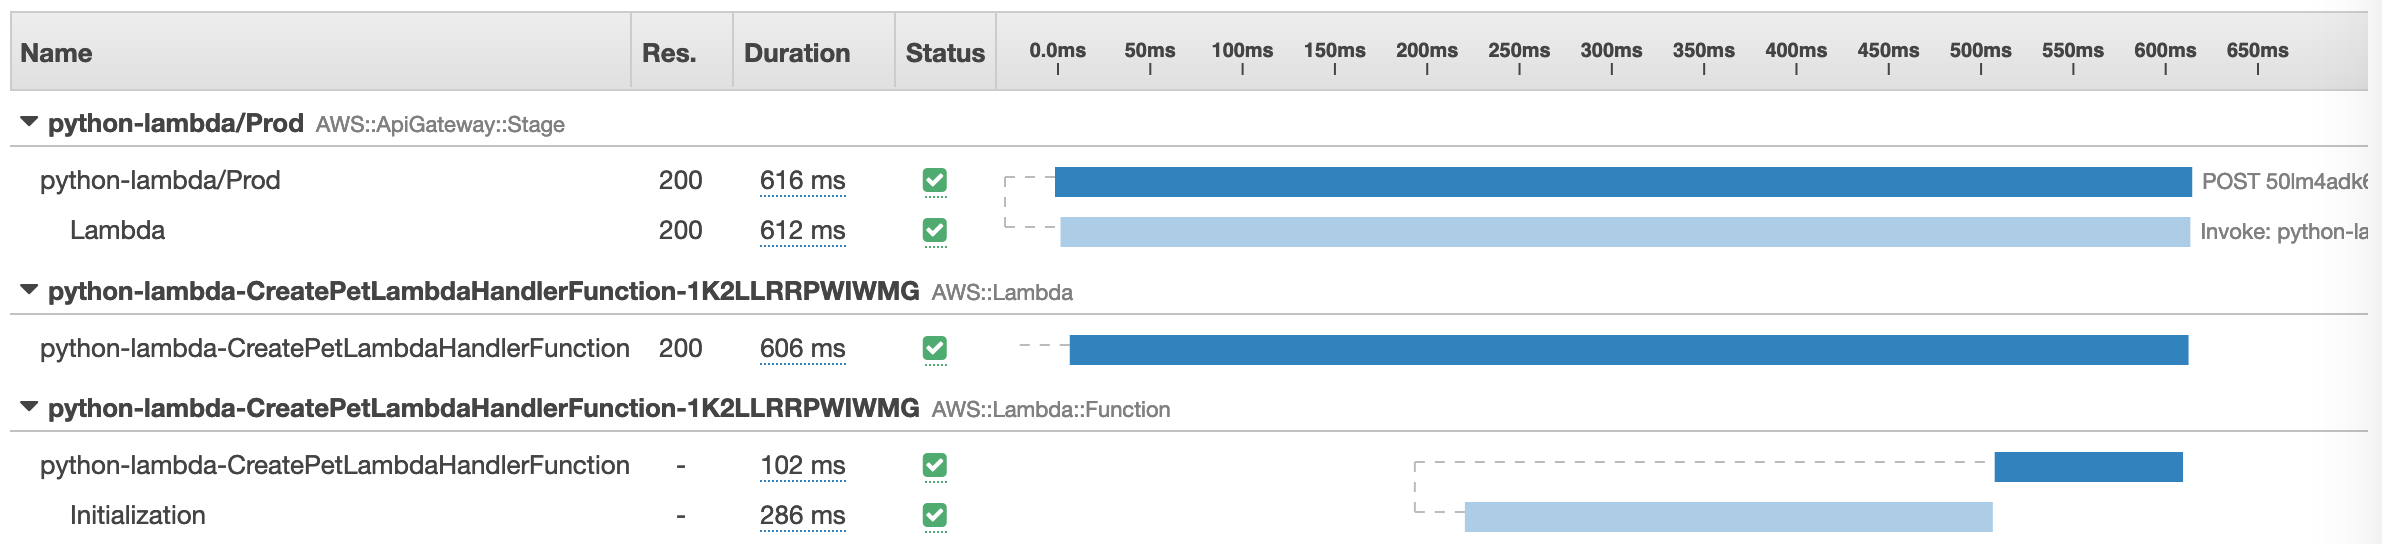 Name Res. Duration Status 0.0ms 50ms 100ms 150ms 200ms 250ms 300ms 350ms 400ms 450ms 500ms 550ms 600ms 650ms
python-lambda/Prod AWS::ApiGateway::Stage
python-lambda/Prod 200 616 ms POST 50lm4adk6
Lambda 200 612 ms Invoke: python-la
python-lambda-CreatePetLambdaHandlerFunction-1K2LLRRPWIWMG AWS::Lambda
python-lambda-CreatePetLambdaHandlerFunction 200 606 ms
python-lambda-CreatePetLambdaHandlerFunction-1K2LLRRPWIWMG AWS::Lambda::Function
python-lambda-CreatePetLambdaHandlerFunction - 102 ms
Initialization - 286 ms